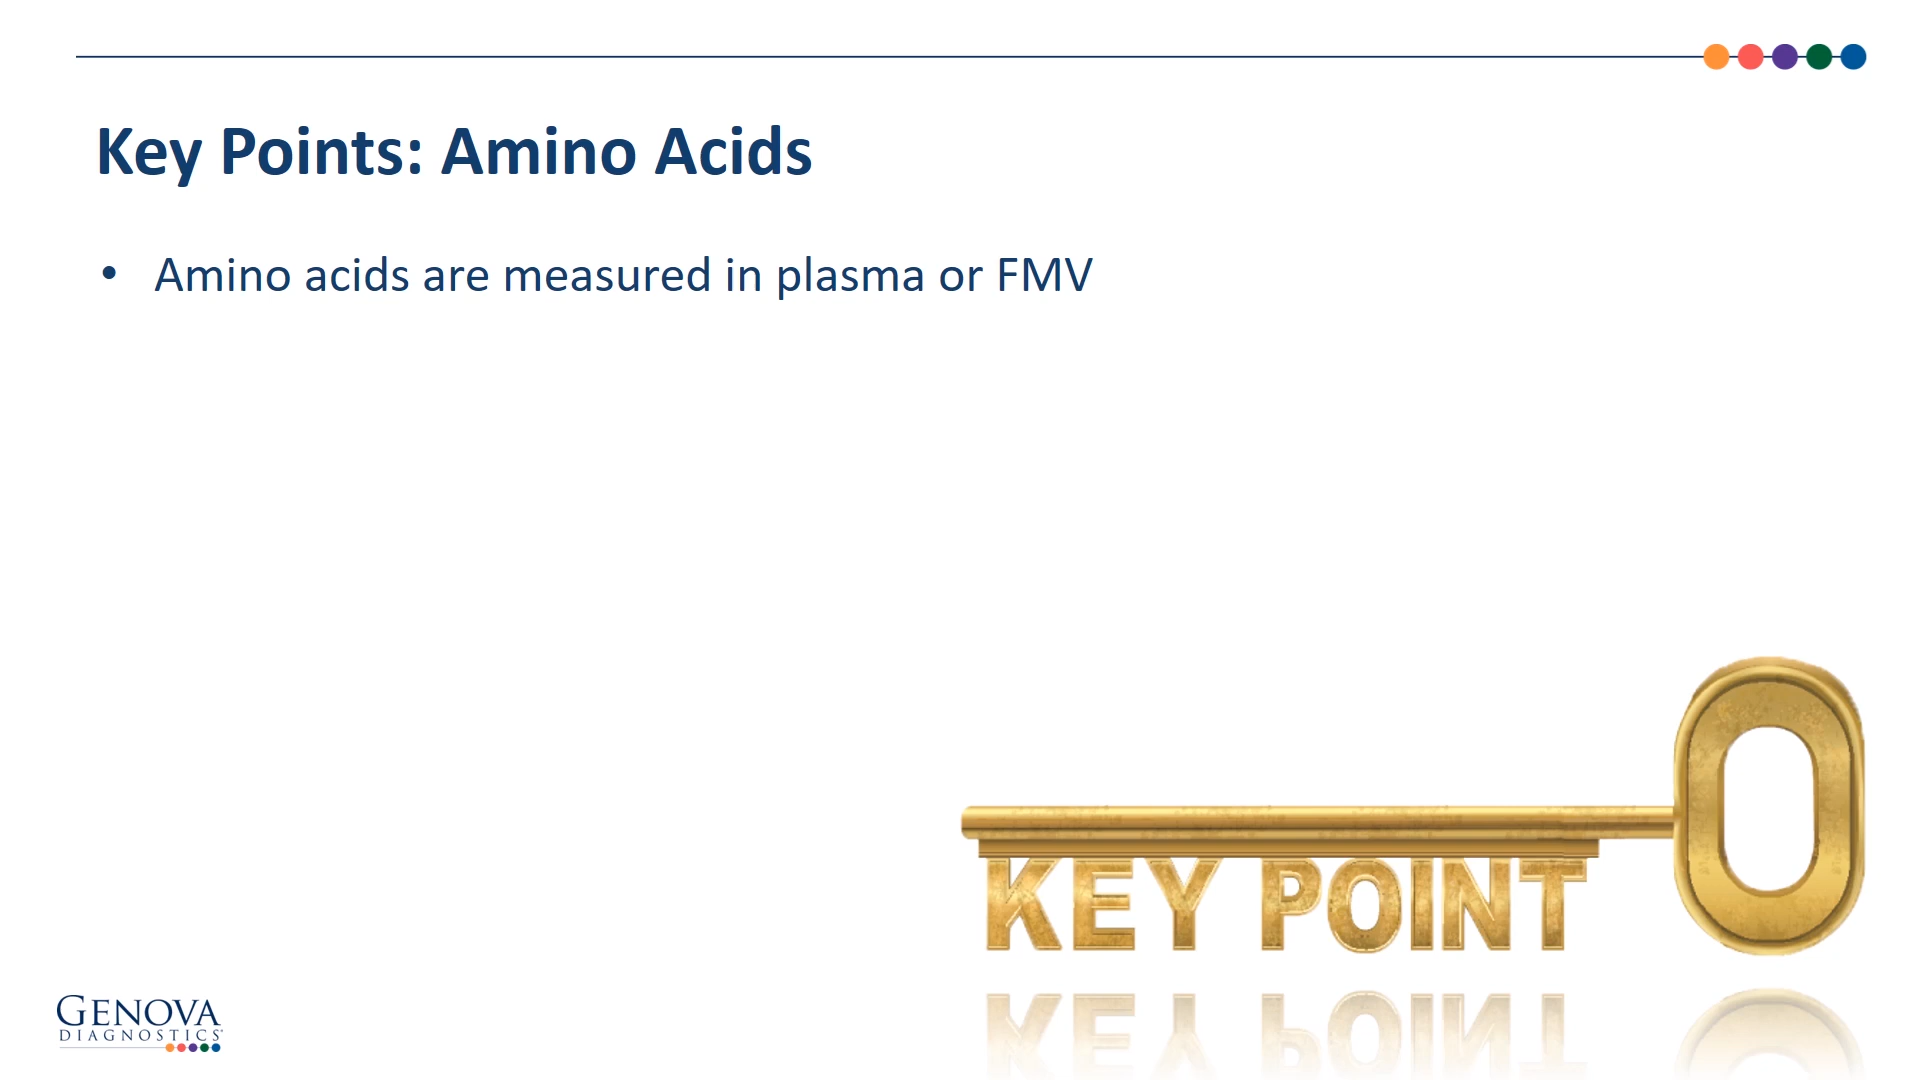 Key Points: Amino Acids
• Amino acids are measured in plasma or FMV
KEY POINT
GENOVA
DIAGNOSTICS